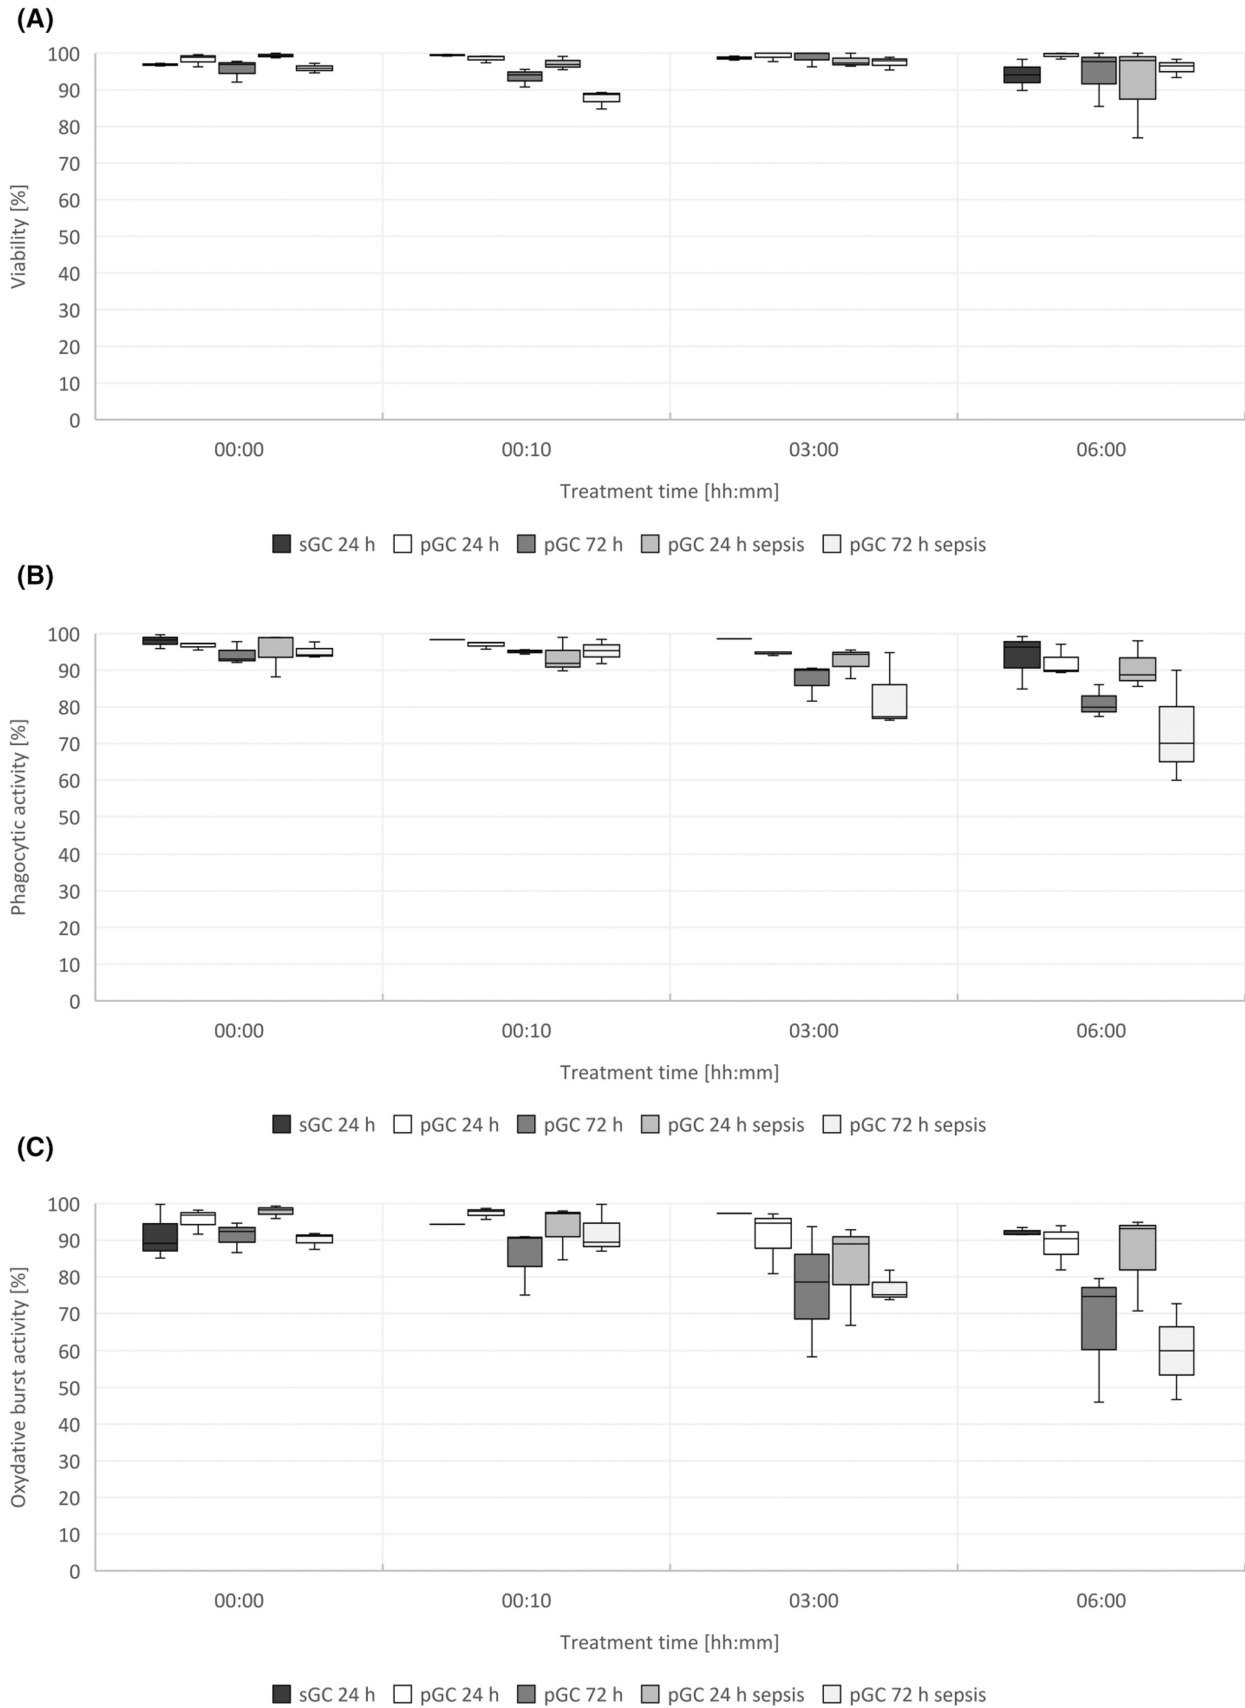 (A)
100
90
80
70
60
50
40
30
20
10
0
Viability [%]
00:00 00:10 03:00 06:00
Treatment time [hh:mm]
sGC 24 h pGC 24 h pGC 72 h pGC 24 h sepsis pGC 72 h sepsis
(B)
100
90
80
70
60
50
40
30
20
10
0
Phagocytic activity [%]
00:00 00:10 03:00 06:00
Treatment time [hh:mm]
sGC 24 h pGC 24 h pGC 72 h pGC 24 h sepsis pGC 72 h sepsis
(C)
100
90
80
70
60
50
40
30
20
10
0
Oxydative burst activity [%]
00:00 00:10 03:00 06:00
Treatment time [hh:mm]
sGC 24 h pGC 24 h pGC 72 h pGC 24 h sepsis pGC 72 h sepsis